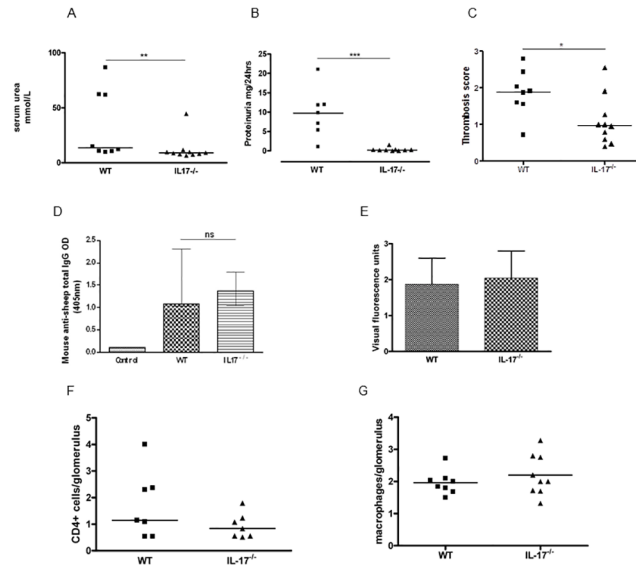 A
B
C
**
***
*
serum urea
mmol/L
100
50
0
WT
IL17-/-
Proteinuria mg/24hrs
25
20
15
10
5
0
WT
IL-17-/-
Thrombosis score
3
2
1
0
WT
IL-17-/-
D
E
ns
Mouse anti-sheep total IgG OD
(405nm)
2.5
2.0
1.5
1.0
0.5
0.0
Control
WT
IL17-/-
Visual fluorescence units
3
2
1
0
WT
IL-17-/-
F
G
CD4+ cells/glomerulus
5
4
3
2
1
0
WT
IL-17-/-
macrophages/glomerulus
4
3
2
1
0
WT
IL-17-/-